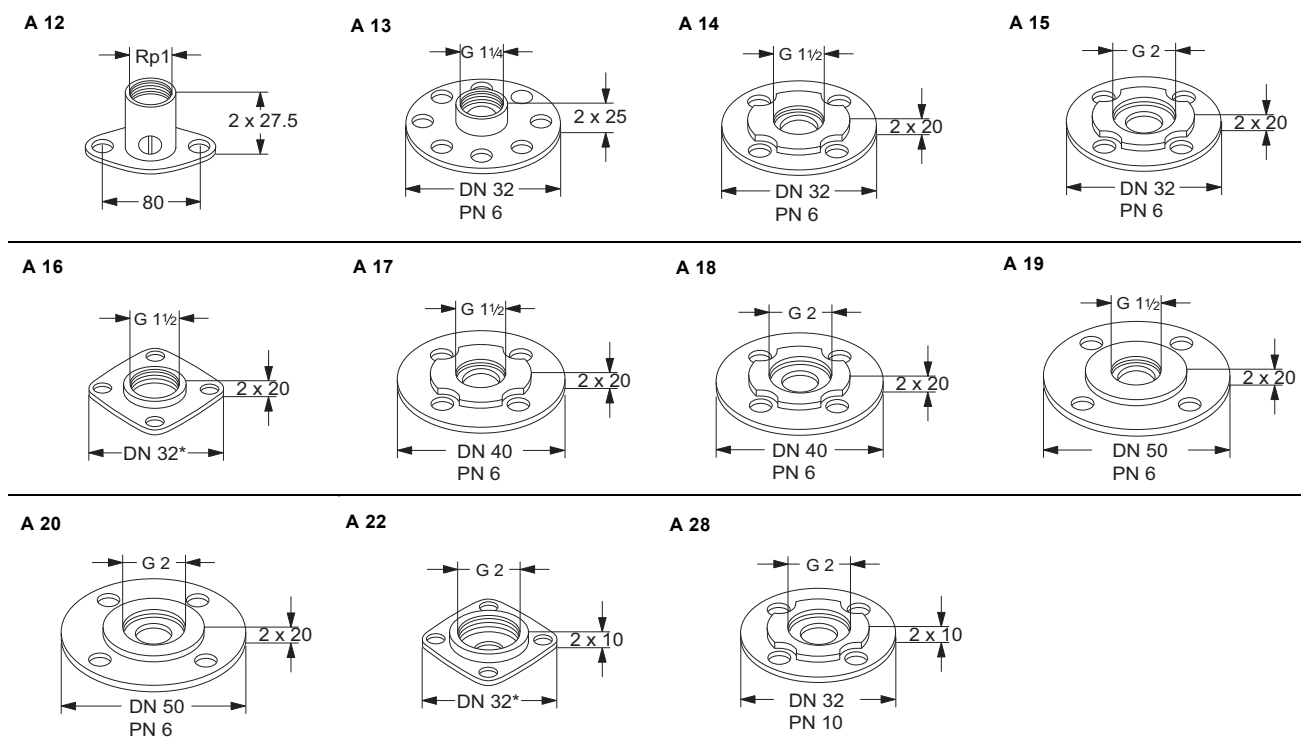 A 12
A 13
A 14
A 15
Rp1
G 1¼
G 1½
G 2
2 x 27.5
2 x 25
2 x 20
2 x 20
80
DN 32
PN 6
DN 32
PN 6
DN 32
PN 6
A 16
A 17
A 18
A 19
G 1½
G 1½
G 2
G 1½
2 x 20
2 x 20
2 x 20
2 x 20
DN 32*
DN 40
PN 6
DN 40
PN 6
DN 50
PN 6
A 20
A 22
A 28
G 2
G 2
G 2
2 x 20
2 x 10
2 x 10
DN 50
PN 6
DN 32*
DN 32
PN 10